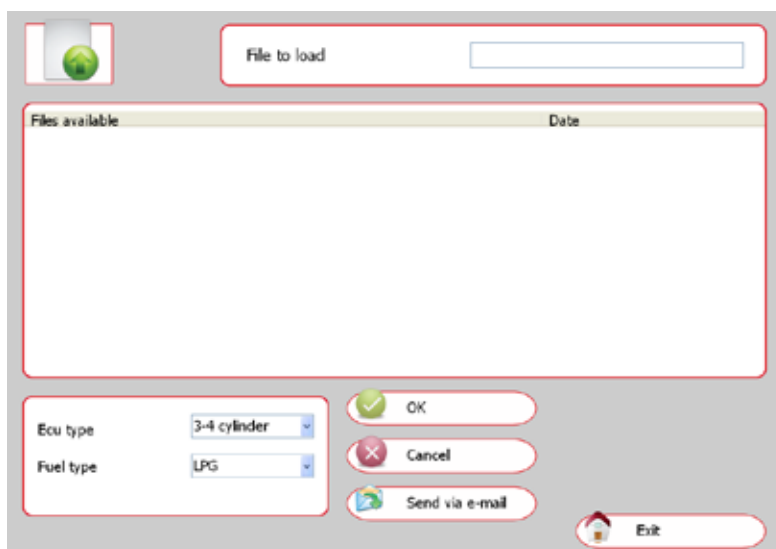 File to load
Files available Date
Ecu type 3-4 cylinder
Fuel type LPG
OK
Cancel
Send via e-mail
Exit